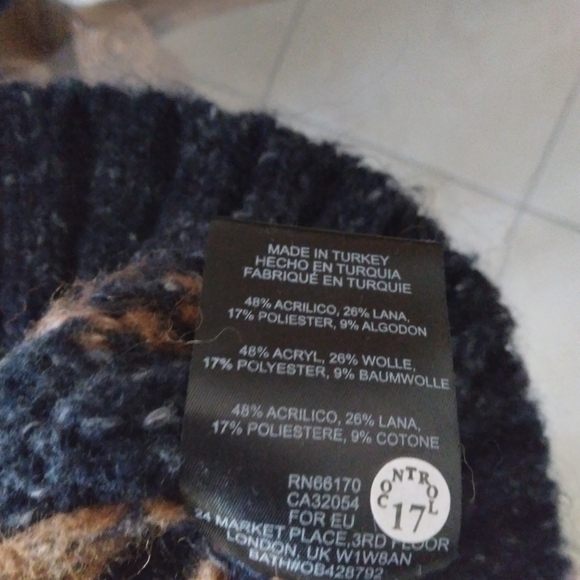 MADE IN TURKEY
HECHO EN TURQUIA
FABRIQUÉ EN TURQUIE
48% ACRILICO, 26% LANA,
17% POLIESTER, 9% ALGODON
48% ACRYL, 26% WOLLE,
17% POLYESTER, 9% BAUMWOLLE
48% ACRILICO, 26% LANA,
17% POLIESTERE, 9% COTONE
RN66170
CA32054
FOR EU
24 MARKET PLACE,3RD FLOOR
LONDON, UK W1W8AN
BATH#OB428792
CONTROL
17